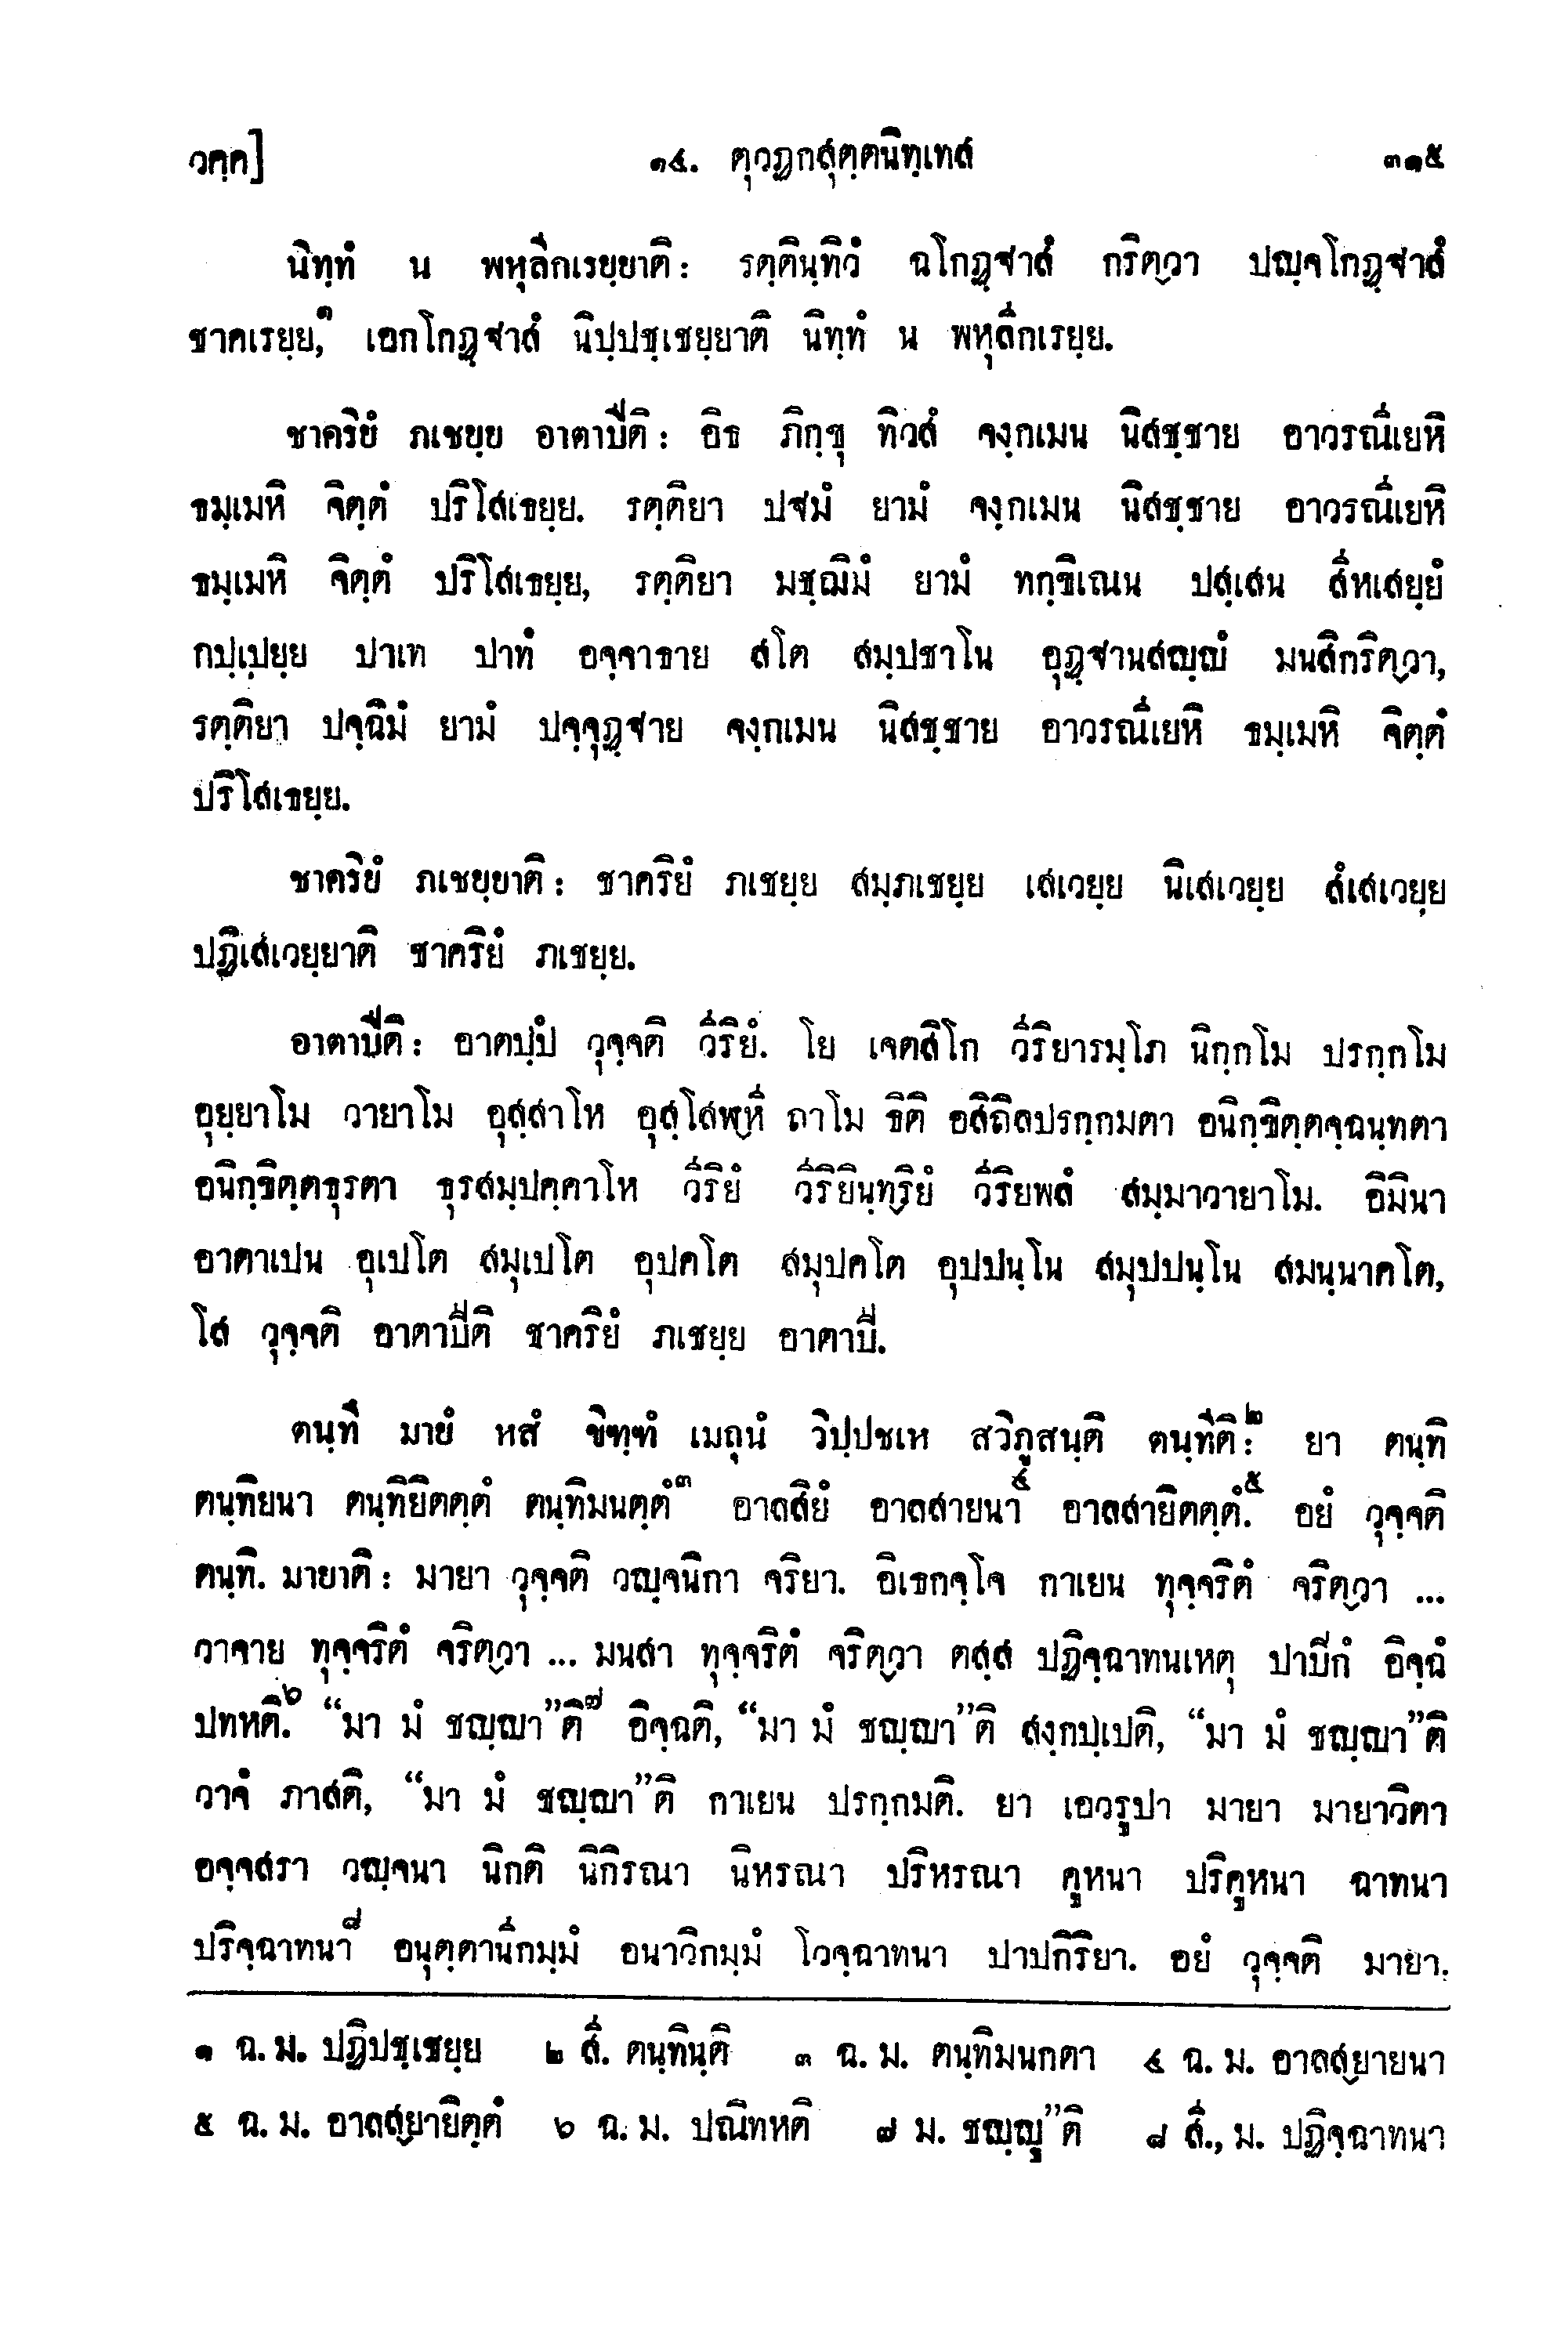 วคฺค]	๑๔. ตุวฏกสุตฺตนิทฺเทส	๓๑๕
นิทฺทํ น พหุลีกเรยฺยาติ: รตฺตินฺทิวํ ฉโกฏฺฐาสํ กริตฺวา ปญฺจโกฏฺฐาสํ
ชาคเรยฺย,๑ เอกโกฏฺฐาสํ นิปฺปชฺเชยฺยาติ นิทฺทํ น พหุลีกเรยฺย.
ชาคริยํ ภเชยฺย อาตาปีติ: อิธ ภิกฺขุ ทิวสํ จงฺกเมน นิสชฺชาย อาวรณีเยหิ
ธมฺเมหิ จิตฺตํ ปริโสเธยฺย. รตฺติยา ปฐมํ ยามํ จงฺกเมน นิสชฺชาย อาวรณีเยหิ
ธมฺเมหิ จิตฺตํ ปริโสเธยฺย, รตฺติยา มชฺฌิมํ ยามํ ทกฺขิเณน ปสฺเสน สีหเสยฺยํ
กปฺเปยฺย ปาเท ปาทํ อจฺจาธาย สโต สมฺปชาโน อุฏฺฐานสญฺญํ มนสิกริตฺวา,
รตฺติยา ปจฺฉิมํ ยามํ ปจฺจุฏฺฐาย จงฺกเมน นิสชฺชาย อาวรณีเยหิ ธมฺเมหิ จิตฺตํ
ปริโสเธยฺย.
ชาคริยํ ภเชยฺยาติ: ชาคริยํ ภเชยฺย สมฺภเชยฺย เสเวยฺย นิเสเวยฺย สํเสเวยฺย
ปฏิเสเวยฺยาติ ชาคริยํ ภเชยฺย.
อาตาปีติ: อาตปฺปํ วุจฺจติ วีริยํ. โย เจตสิโก วีริยารมฺโภ นิกฺกโม ปรกฺกโม
อุยฺยาโม วายาโม อุสฺสาโห อุสฺโสฬฺหี ถาโม ธิติ อสิถิลปรกฺกมตา อนิกฺขิตฺตจฺฉนฺทตา
อนิกฺขิตฺตธุรตา ธุรสมฺปคฺคาโห วีริยํ วีริยินฺทฺริยํ วีริยพลํ สมฺมาวายาโม. อิมินา
อาตาเปน อุเปโต สมุเปโต อุปคโต สมุปคโต อุปปนฺโน สมุปปนฺโน สมนฺนาคโต,
โส วุจฺจติ อาตาปีติ ชาคริยํ ภเชยฺย อาตาปี.
ตนฺทึ มายํ หสํ ขิฑฺฑํ เมถุนํ วิปฺปชเห สวิภูสนฺติ ตนฺทีติ:๒ ยา ตนฺทิ
ตนฺทิยนา ตนฺทิยิตตฺตํ ตนฺทิมนตฺตํ๓ อาลสิยํ อาลสายนา๔ อาลสายิตตฺตํ.๕ อยํ วุจฺจติ
ตนฺทิ. มายาติ: มายา วุจฺจติ วญฺจนิกา จริยา. อิเธกจฺโจ กาเยน ทุจฺจริตํ จริตฺวา ...
วาจาย ทุจฺจริตํ จริตฺวา ... มนสา ทุจฺจริตํ จริตฺวา ตสฺส ปฏิจฺฉาทนเหตุ ปาปิกํ อิจฺฉํ
ปทหติ.๖ “มา มํ ชญฺญา”ติ๗ อิจฺฉติ, “มา มํ ชญฺญา”ติ สงฺกปฺเปติ, “มา มํ ชญฺญา”ติ
วาจํ ภาสติ, “มา มํ ชญฺญา”ติ กาเยน ปรกฺกมติ. ยา เอวรูปา มายา มายาวิตา
อจฺจสรา วญฺจนา นิกติ นิกิรณา นิหรณา ปริหรณา คูหนา ปริคูหนา ฉาทนา
ปริจฺฉาทนา๘ อนุตฺตานีกมฺมํ อนาวิกมฺมํ โวจฺฉาทนา ปาปกิริยา. อยํ วุจฺจติ มายา.
๑ ฉ. ม. ปฏิปชฺเชยฺย ๒ สี. ตนฺทินฺติ ๓ ฉ. ม. ตนฺทิมนกตา ๔ ฉ. ม. อาลสฺยายนา
๕ ฉ. ม. อาลสฺยายิตฺตํ ๖ ฉ. ม. ปณิทหติ ๗ ม. ชญฺญู”ติ ๘ สี., ม. ปฏิจฺฉาทนา